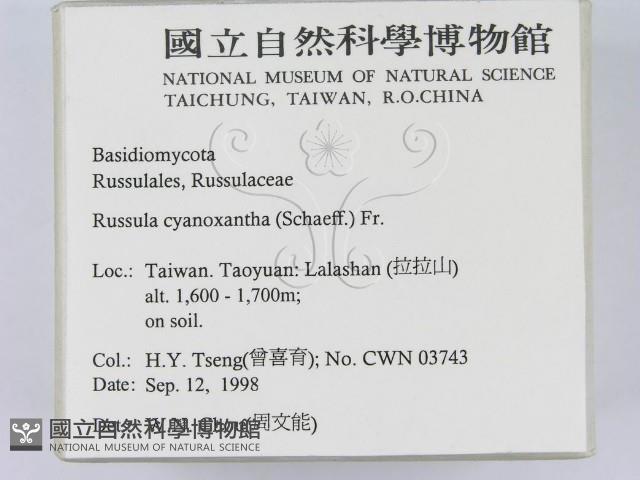 國立自然科學博物館
NATIONAL MUSEUM OF NATURAL SCIENCE
TAICHUNG, TAIWAN, R.O.CHINA
Basidiomycota
Russulales, Russulaceae
Russula cyanoxantha (Schaeff.) Fr.
Loc.: Taiwan. Taoyuan: Lalashan (拉拉山)
alt. 1,600 - 1,700m;
on soil.
Col.: H.Y. Tseng(曾喜育); No. CWN 03743
Date: Sep. 12, 1998
(周文能)
國立自然科學博物館
NATIONAL MUSEUM OF NATURAL SCIENCE